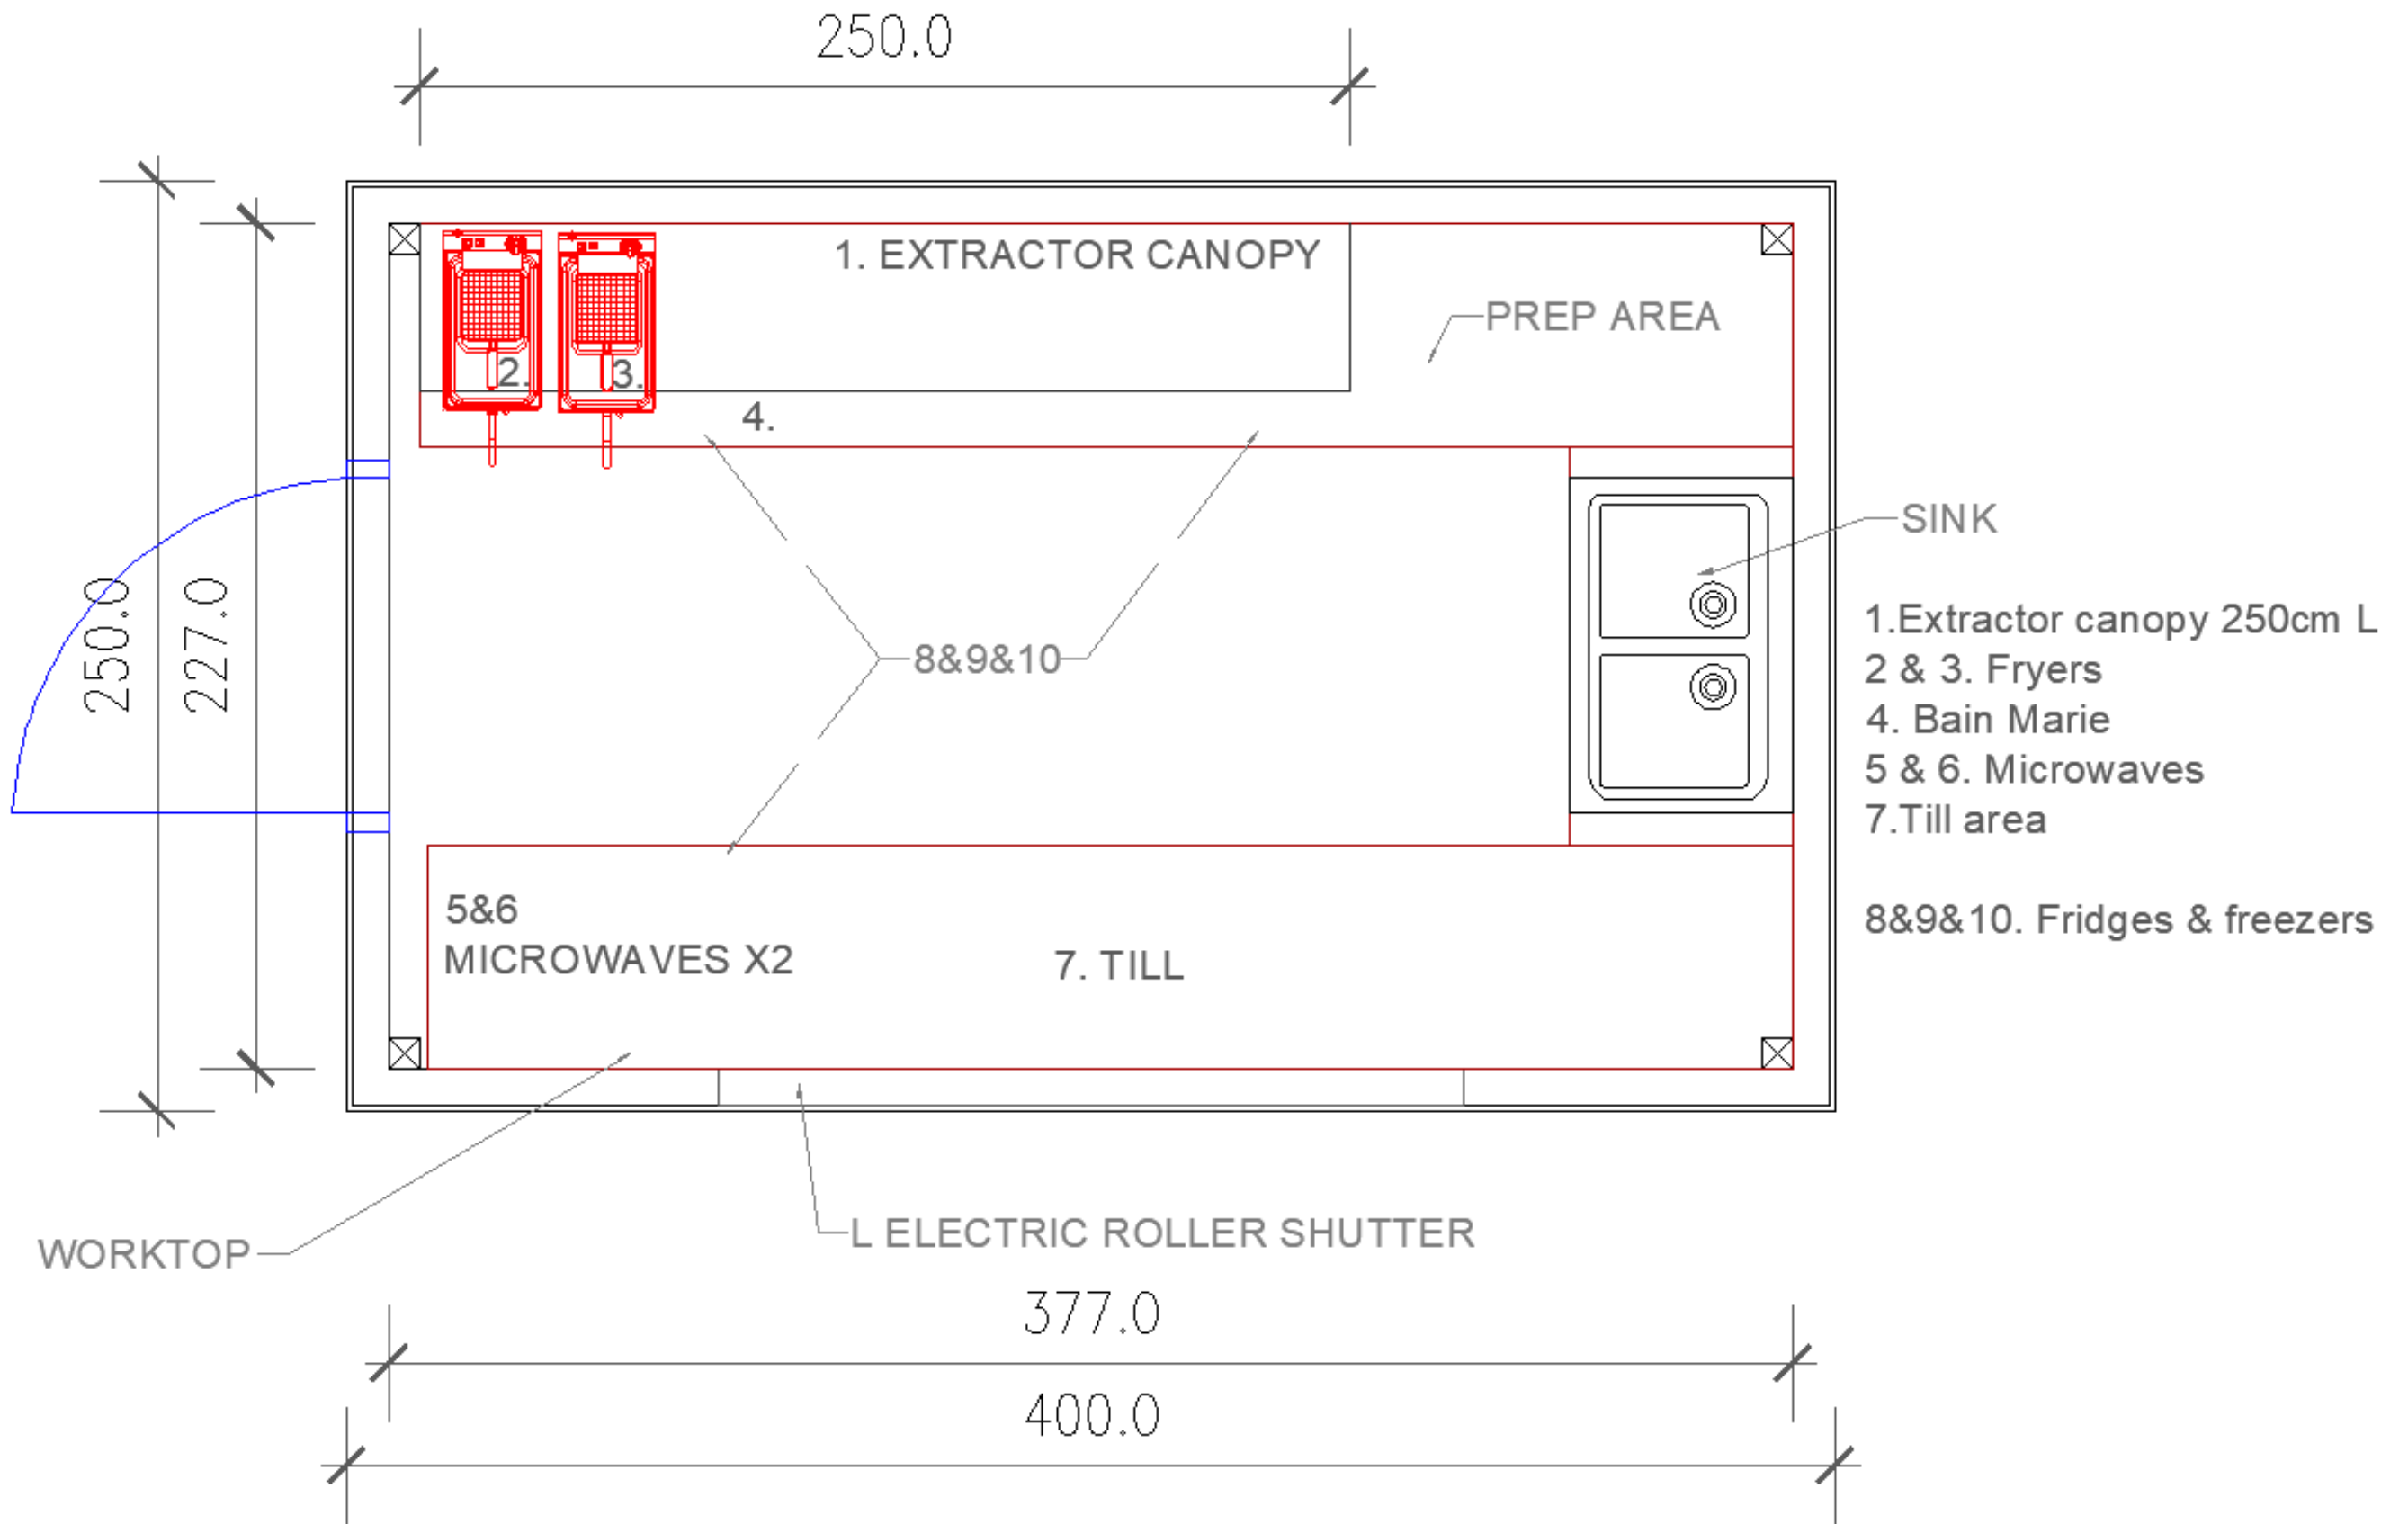 250.0
1. EXTRACTOR CANOPY
PREP AREA
2.
3.
4.
SINK
250.0
227.0
8&9&10
1.Extractor canopy 250cm L
2 & 3. Fryers
4. Bain Marie
5 & 6. Microwaves
7.Till area
8&9&10. Fridges & freezers
5&6
MICROWAVES X2
7. TILL
L ELECTRIC ROLLER SHUTTER
WORKTOP
377.0
400.0